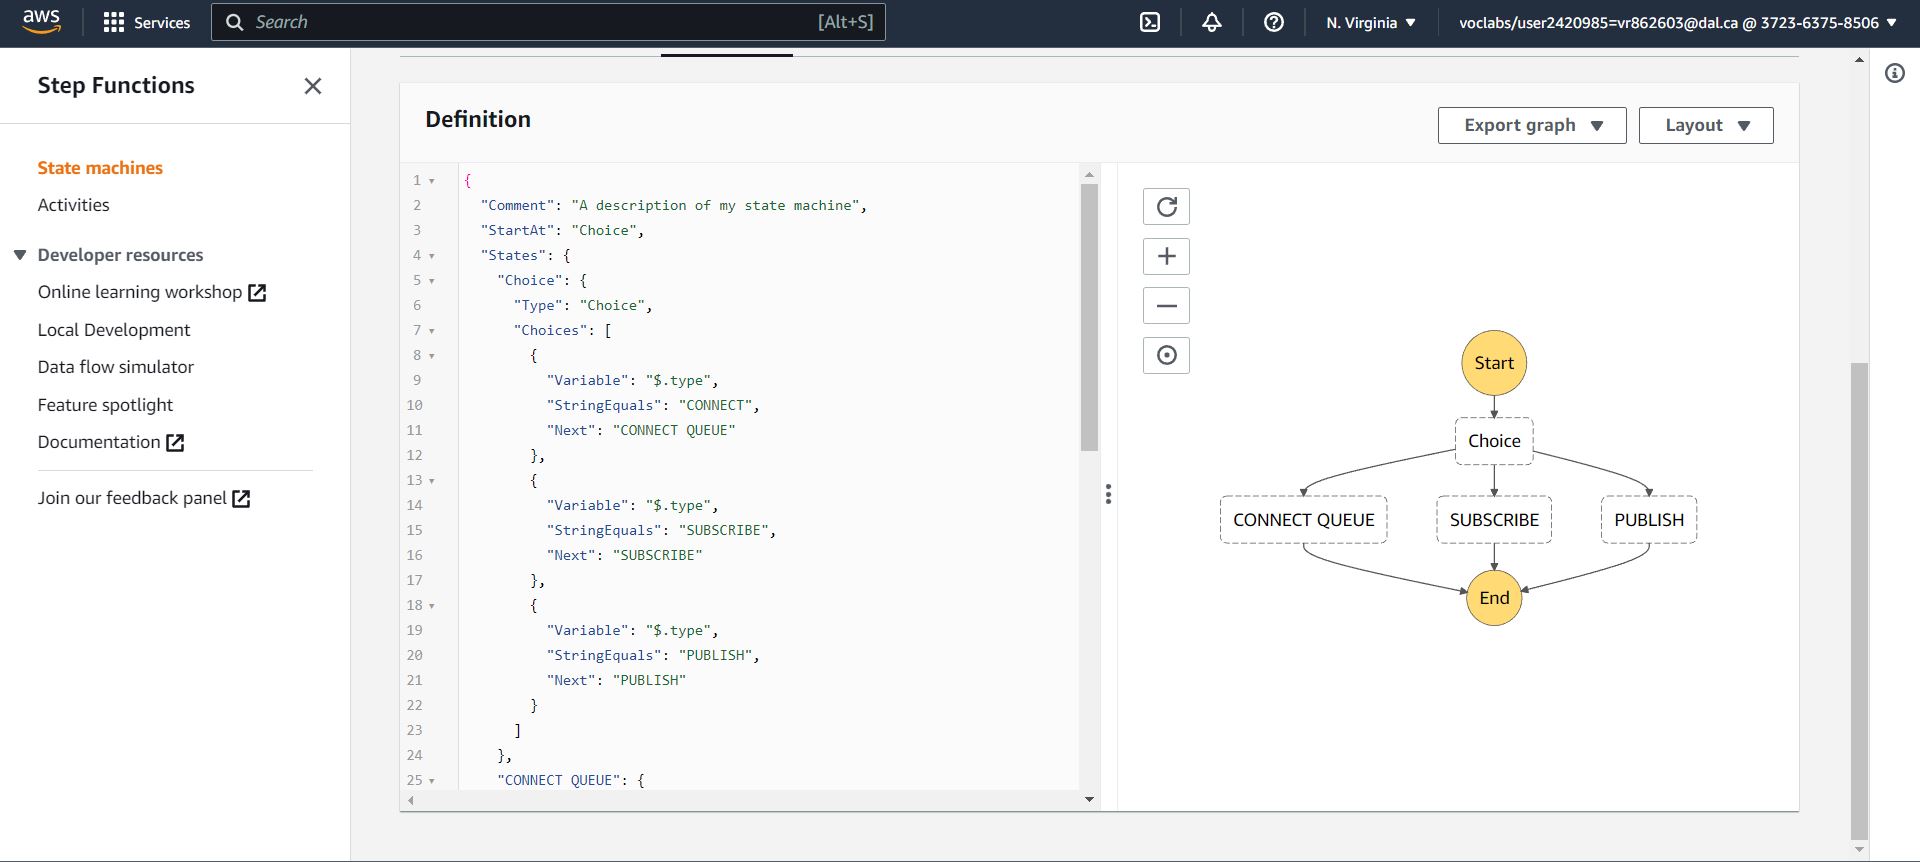 aws
Services
Search
[Alt+S]
N. Virginia
voclabs/user2420985=vr862603@dal.ca @ 3723-6375-8506
Step Functions
State machines
Activities
Developer resources
Online learning workshop
Local Development
Data flow simulator
Feature spotlight
Documentation
Join our feedback panel
Definition
Export graph
Layout
1 {
2 "Comment": "A description of my state machine",
3 "StartAt": "Choice",
4 "States": {
5 "Choice": {
6 "Type": "Choice",
7 "Choices": [
8 {
9 "Variable": "$.type",
10 "StringEquals": "CONNECT",
11 "Next": "CONNECT QUEUE"
12 },
13 {
14 "Variable": "$.type",
15 "StringEquals": "SUBSCRIBE",
16 "Next": "SUBSCRIBE"
17 },
18 {
19 "Variable": "$.type",
20 "StringEquals": "PUBLISH",
21 "Next": "PUBLISH"
22 }
23 ]
24 },
25 "CONNECT QUEUE": {
Start
Choice
CONNECT QUEUE
SUBSCRIBE
PUBLISH
End